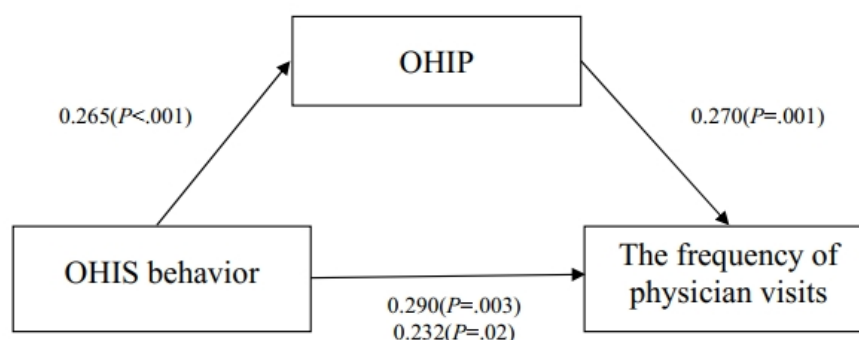 OHIP
0.265(P<.001)
0.270(P=.001)
OHIS behavior
The frequency of
physician visits
0.290(P=.003)
0.232(P=.02)